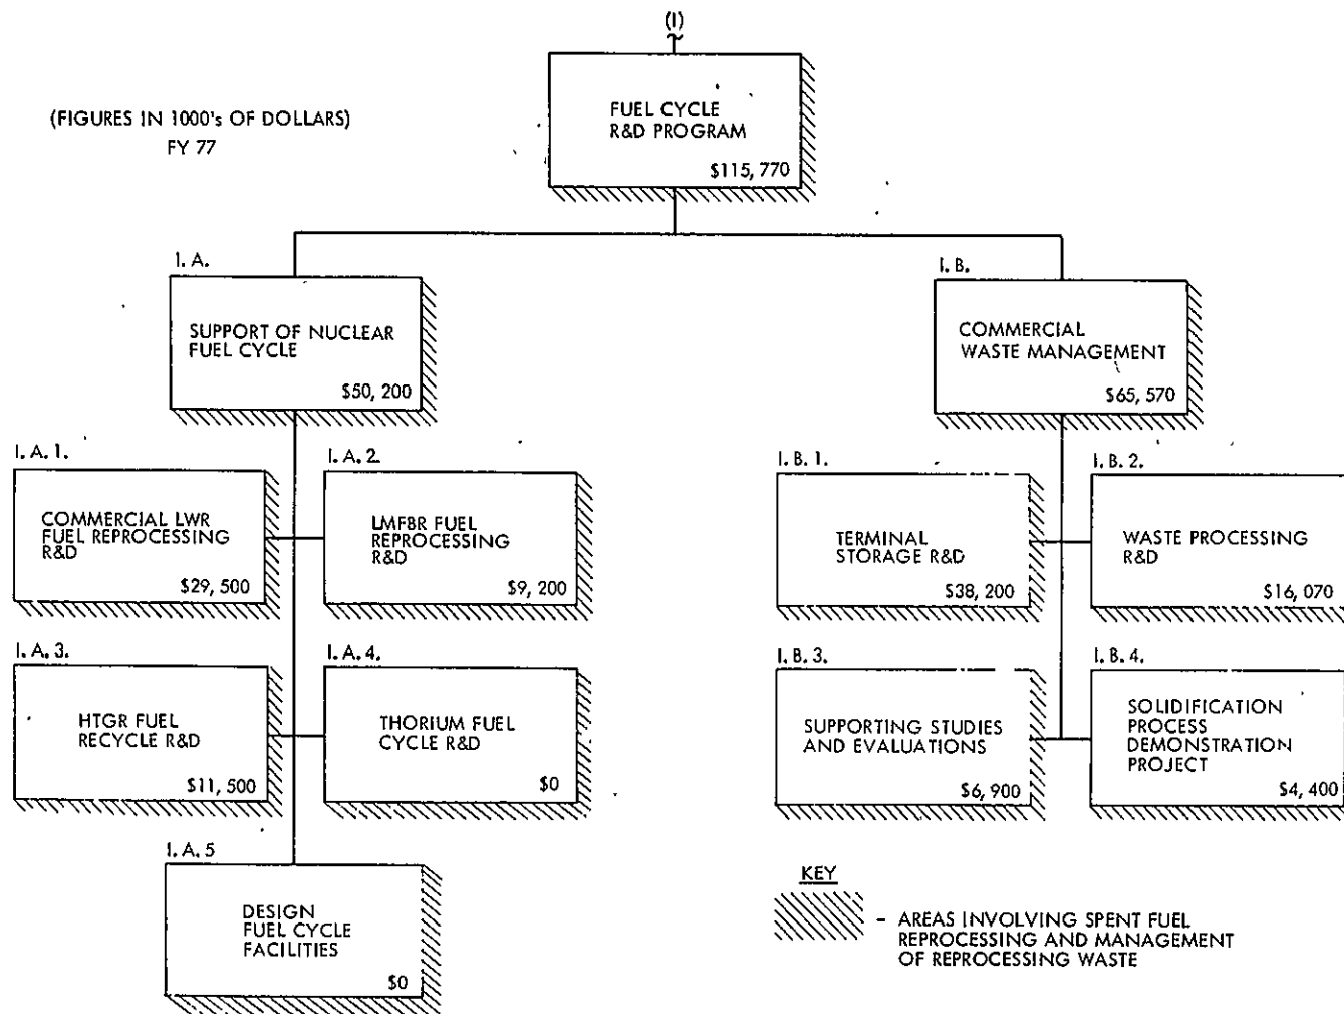 (I)
FUEL CYCLE
R&D PROGRAM
$115,770
(FIGURES IN 1000's OF DOLLARS)
FY 77
I. A.
SUPPORT OF NUCLEAR
FUEL CYCLE
$50, 200
I. B.
COMMERCIAL
WASTE MANAGEMENT
$65,570
I. A. 1.
COMMERCIAL LWR
FUEL REPROCESSING
R&D
$29, 500
I. A. 2.
LMFBR FUEL
REPROCESSING
R&D
$9, 200
I. B. 1.
TERMINAL
STORAGE R&D
$38, 200
I. B. 2.
WASTE PROCESSING
R&D
$16, 070
I. A. 3.
HTGR FUEL
RECYCLE R&D
$11, 500
I. A. 4.
THORIUM FUEL
CYCLE R&D
$0
I. B. 3.
SUPPORTING STUDIES
AND EVALUATIONS
$6, 900
I. B. 4.
SOLIDIFICATION
PROCESS
DEMONSTRATION
PROJECT
$4, 400
I. A. 5
DESIGN
FUEL CYCLE
FACILITIES
$0
KEY
- AREAS INVOLVING SPENT FUEL
REPROCESSING AND MANAGEMENT
OF REPROCESSING WASTE